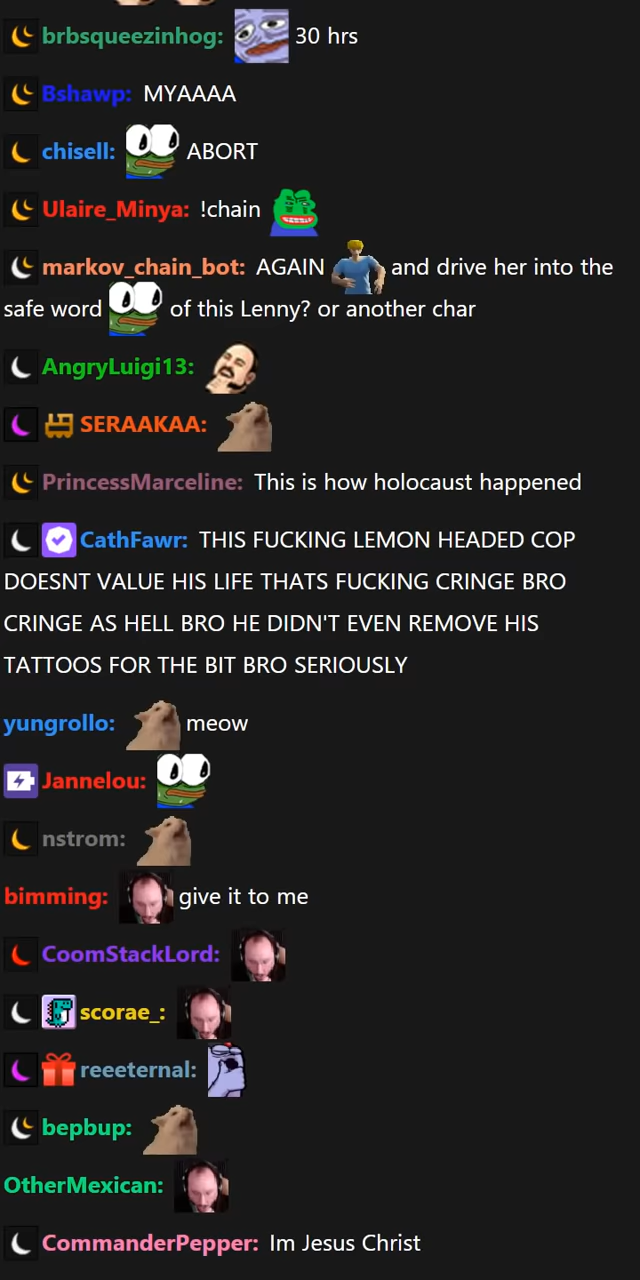 brbsqueezinhog: 30 hrs
Bshawp: MYAAAA
chisell: ABORT
Ulaire_Minya: !chain
markov_chain_bot: AGAIN and drive her into the
safe word of this Lenny? or another char
AngryLuigi13:
SERAAKAA:
PrincessMarceline: This is how holocaust happened
CathFawr: THIS FUCKING LEMON HEADED COP
DOESNT VALUE HIS LIFE THATS FUCKING CRINGE BRO
CRINGE AS HELL BRO HE DIDN'T EVEN REMOVE HIS
TATTOOS FOR THE BIT BRO SERIOUSLY
yungrollo: meow
Jannelou:
nstrom:
bimming: give it to me
CoomStackLord:
scorae_:
reeeternal:
bepbup:
OtherMexican:
CommanderPepper: Im Jesus Christ